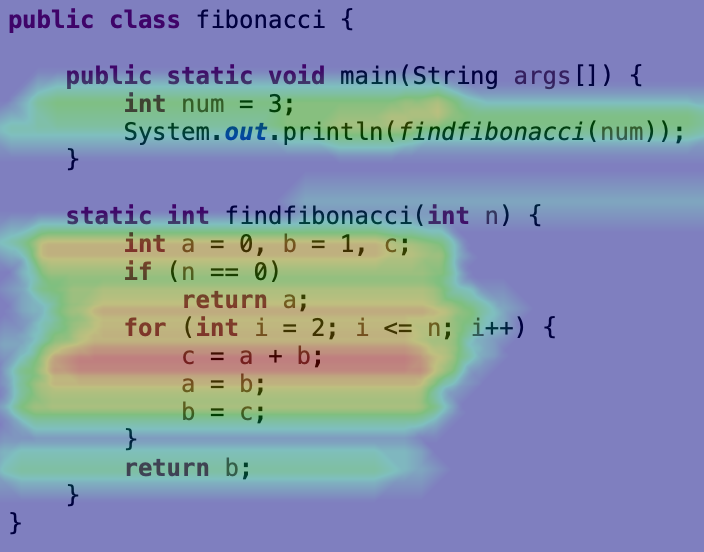 public class fibonacci {
public static void main(String args[]) {
int num = 3;
System.out.println(findfibonacci(num));
}
static int findfibonacci(int n) {
int a = 0, b = 1, c;
if (n == 0)
return a;
for (int i = 2; i <= n; i++) {
c = a + b;
a = b;
b = c;
}
return b;
}
}